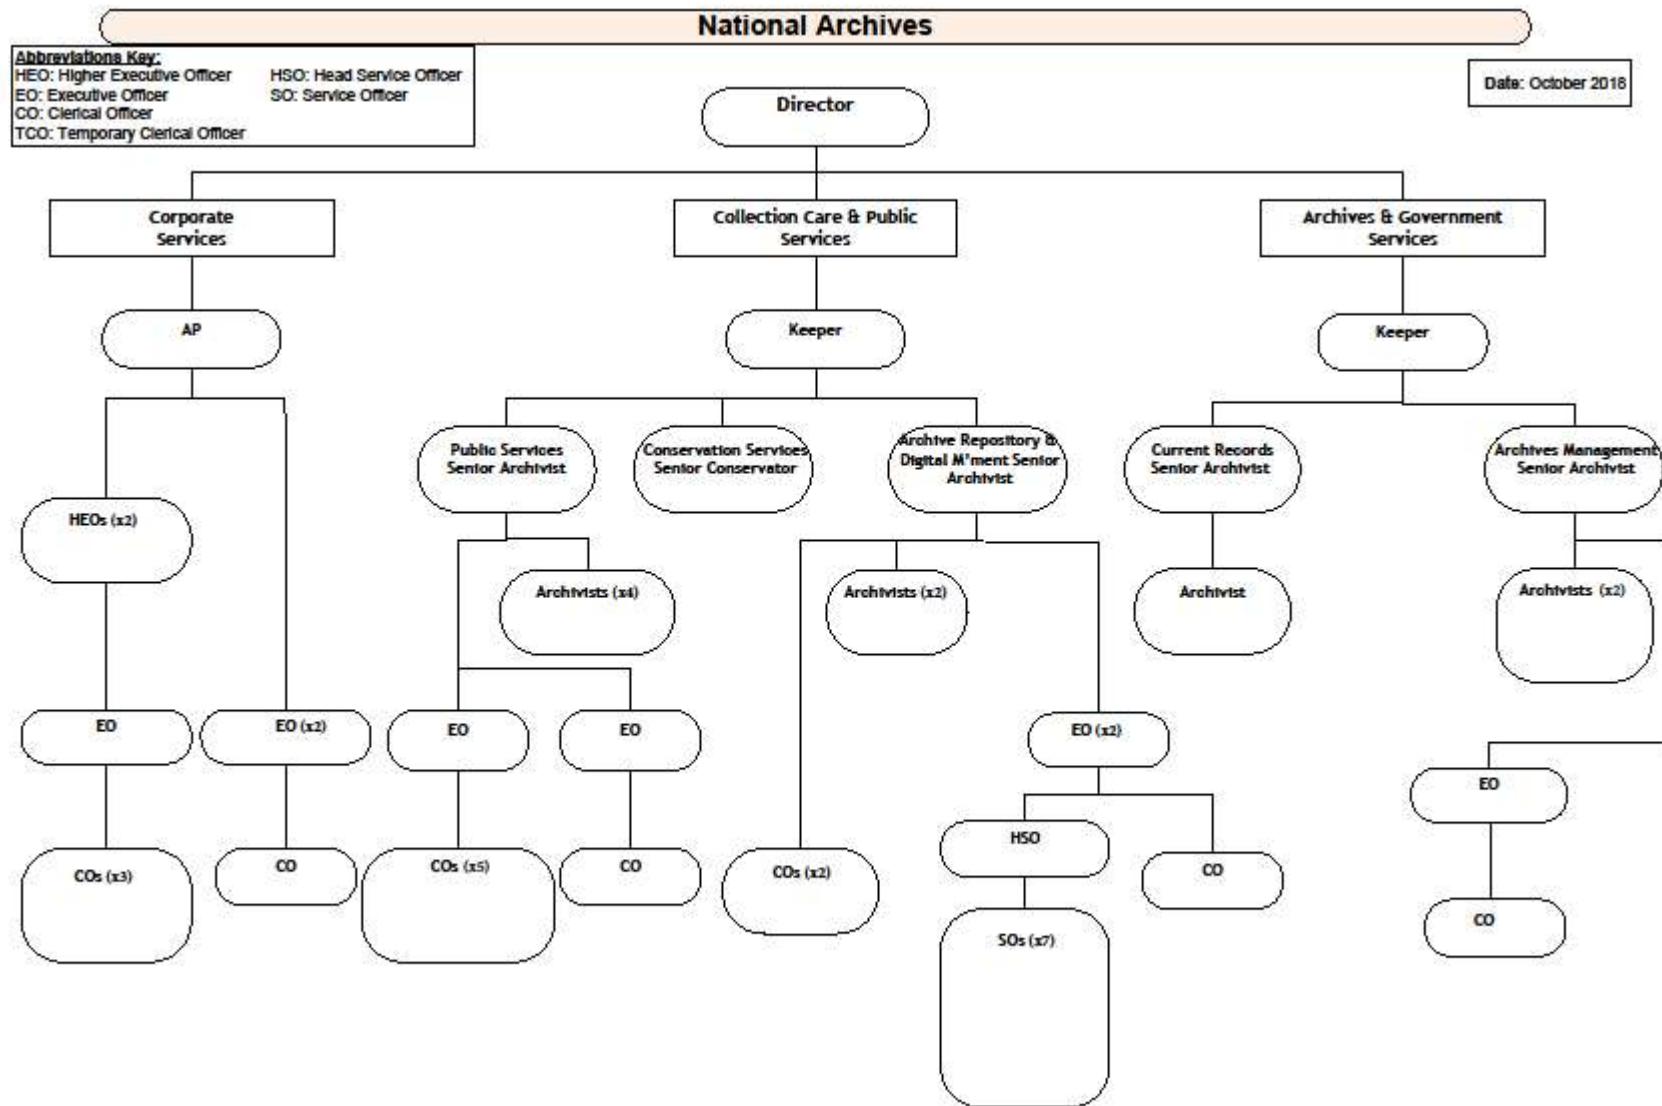 National Archives
Abbreviations Key:
HEO: Higher Executive Officer HSO: Head Service Officer
EO: Executive Officer SO: Service Officer
CO: Clerical Officer
TCO: Temporary Clerical Officer
Date: October 2016
Director
Corporate
Services
Collection Care & Public
Services
Archives & Government
Services
AP
Keeper
Keeper
Public Services
Senior Archivist
Conservation Services
Senior Conservator
Archive Repository &
Digital M'ment Senior
Archivist
Current Records
Senior Archivist
Archives Management
Senior Archivist
HEOs (x2)
Archivists (x4)
Archivists (x2)
Archivist
Archivists (x2)
EO
EO (x2)
EO
EO
EO (x2)
EO
HSO
COs (x3)
CO
COs (x5)
CO
COs (x2)
CO
CO
SOs (x7)